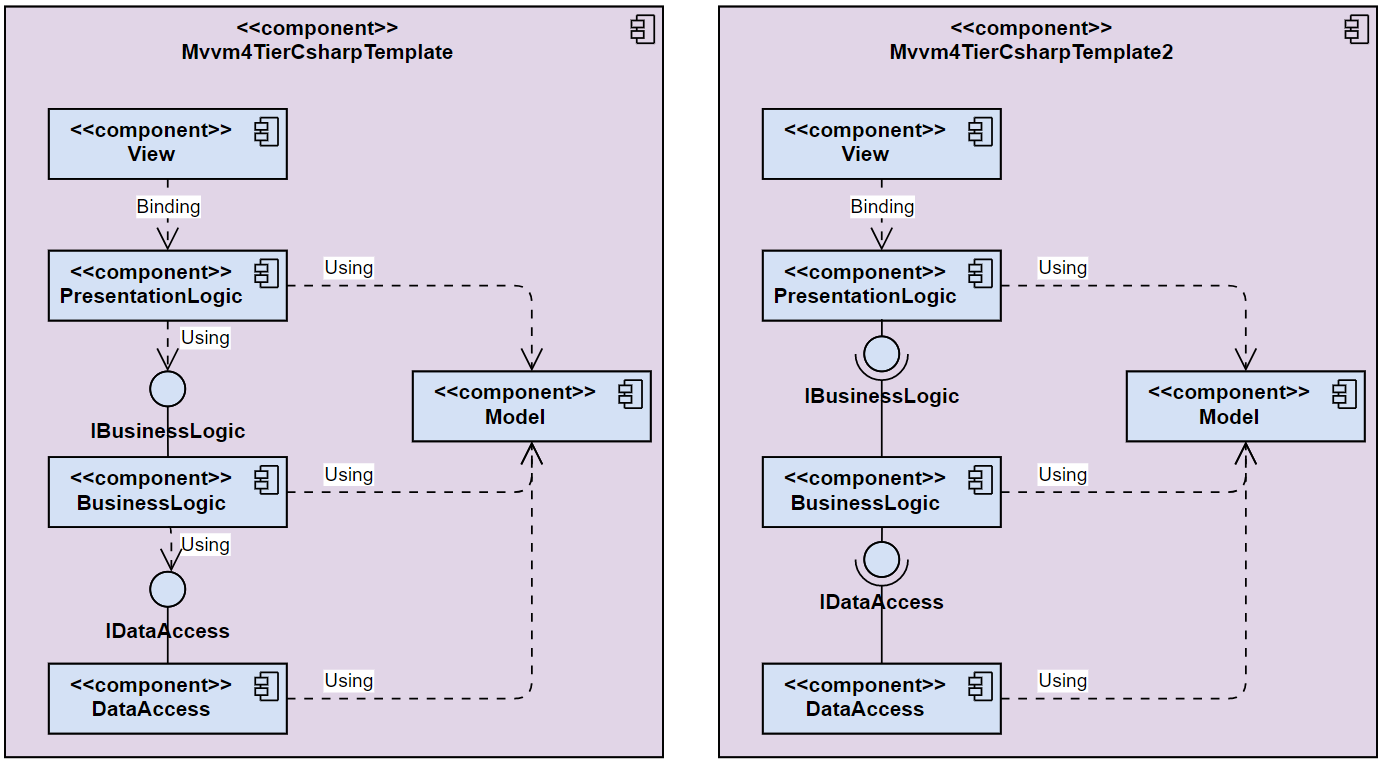 <<component>>
Mvvm4TierCsharpTemplate
<<component>>
View
Binding
<<component>>
PresentationLogic
Using
Using
IBusinessLogic
<<component>>
Model
<<component>>
BusinessLogic
Using
Using
IDataAccess
<<component>>
DataAccess
Using
<<component>>
Mvvm4TierCsharpTemplate2
<<component>>
View
Binding
<<component>>
PresentationLogic
Using
IBusinessLogic
<<component>>
Model
<<component>>
BusinessLogic
Using
IDataAccess
<<component>>
DataAccess
Using